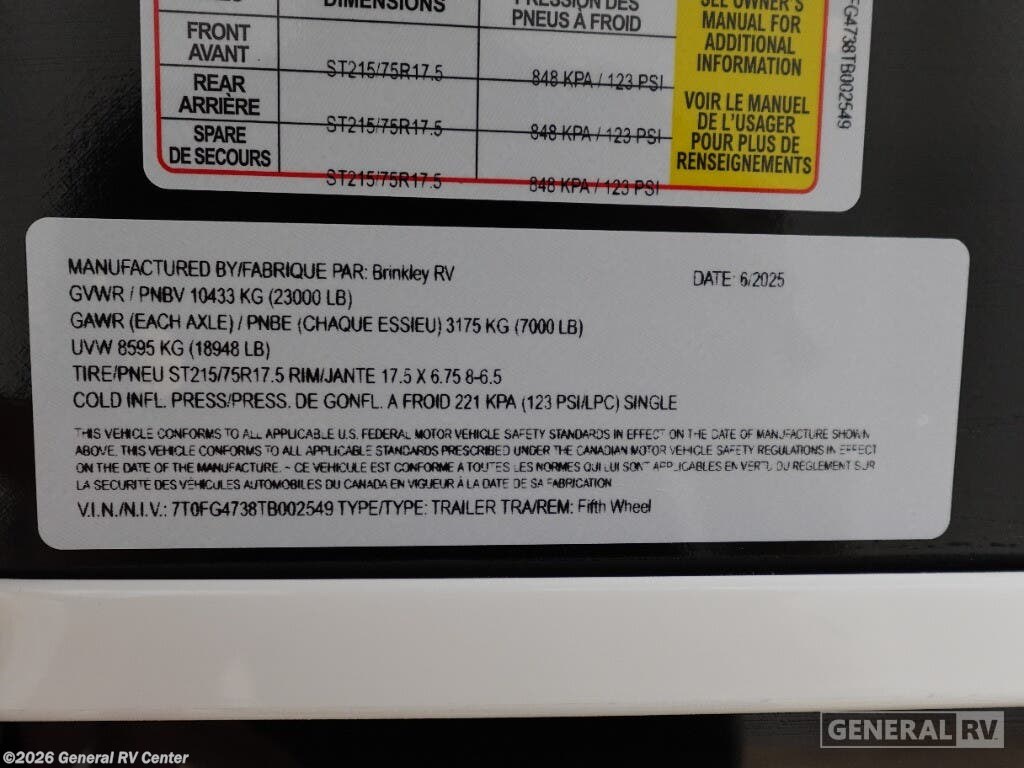 DIMENSIONS
PRESSION DES
PNEUS À FROID
SEE OWNER'S
MANUAL FOR
ADDITIONAL
INFORMATION
VOIR LE MANUEL
DE L'USAGER
POUR PLUS DE
RENSEIGNEMENTS
FG4738TB002549
FRONT
AVANT
ST215/75R17.5 848 KPA / 123 PSI
REAR
ARRIÈRE
ST215/75R17.5 848 KPA / 123 PSI
SPARE
DE SECOURS
ST215/75R17.5 848 KPA / 123 PSI
MANUFACTURED BY/FABRIQUE PAR: Brinkley RV DATE: 6/2025
GVWR / PNBV 10433 KG (23000 LB)
GAWR (EACH AXLE) / PNBE (CHAQUE ESSIEU) 3175 KG (7000 LB)
UVW 8595 KG (18948 LB)
TIRE/PNEU ST215/75R17.5 RIM/JANTE 17.5 X 6.75 8-6.5
COLD INFL. PRESS/PRESS. DE GONFL. A FROID 221 KPA (123 PSI/LPC) SINGLE
THIS VEHICLE CONFORMS TO ALL APPLICABLE U.S. FEDERAL MOTOR VEHICLE SAFETY STANDARDS IN EFFECT ON THE DATE OF MANUFACTURE SHOWN
ABOVE. THIS VEHICLE CONFORMS TO ALL APPLICABLE STANDARDS PRESCRIBED UNDER THE CANADIAN MOTOR VEHICLE SAFETY REGULATIONS IN EFFECT
ON THE DATE OF THE MANUFACTURE. ~ CE VEHICULE EST CONFORME A TOUTES LES NORMES QUI LUI SONT APPLICABLES EN VERTU DU REGLEMENT SUR
LA SECURITE DES VÉHICULES AUTOMOBILES DU CANADA EN VIGUEUR À LA DATE DE SA FABRICATION
V.I.N./N.I.V.: 7T0FG4738TB002549 TYPE/TYPE: TRAILER TRA/REM: Fifth Wheel
GENERAL RV
©2026 General RV Center